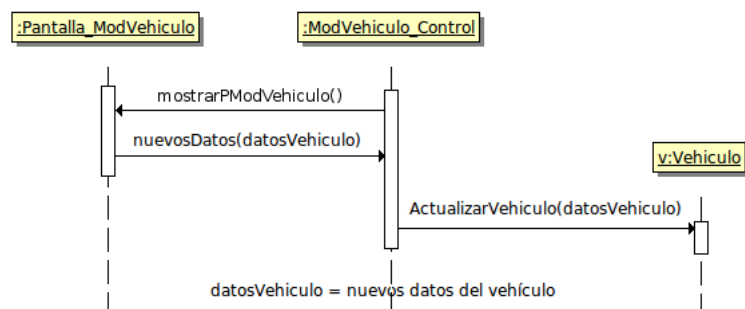 :Pantalla_ModVehiculo
:ModVehiculo_Control
mostrarPModVehiculo()
nuevosDatos(datosVehiculo)
v:Vehiculo
ActualizarVehiculo(datosVehiculo)
datosVehiculo = nuevos datos del vehículo